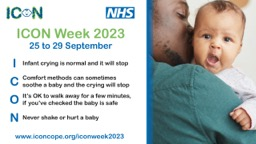 ICON
NHS
ICON Week 2023
25 to 29 September
I Infant crying is normal and it will stop
C Comfort methods can sometimes
soothe a baby and the crying will stop
O It's OK to walk away for a few minutes,
if you've checked the baby is safe
N Never shake or hurt a baby
www.iconcope.org/iconweek2023